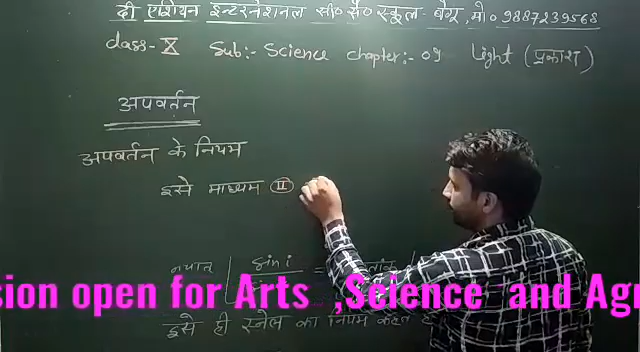 दी एशियन इन्टरनेशनल सी० सै० स्कूल - बेगू, मो० 9887239568
class - X Sub:- Science chapter:- 09 Light (प्रकाश)
अपवर्तन
अपवर्तन के नियम
इसे माध्यम II
sin i =
sion open for Arts ,Science and Agr
इसे ही स्नेल का नियम कहते